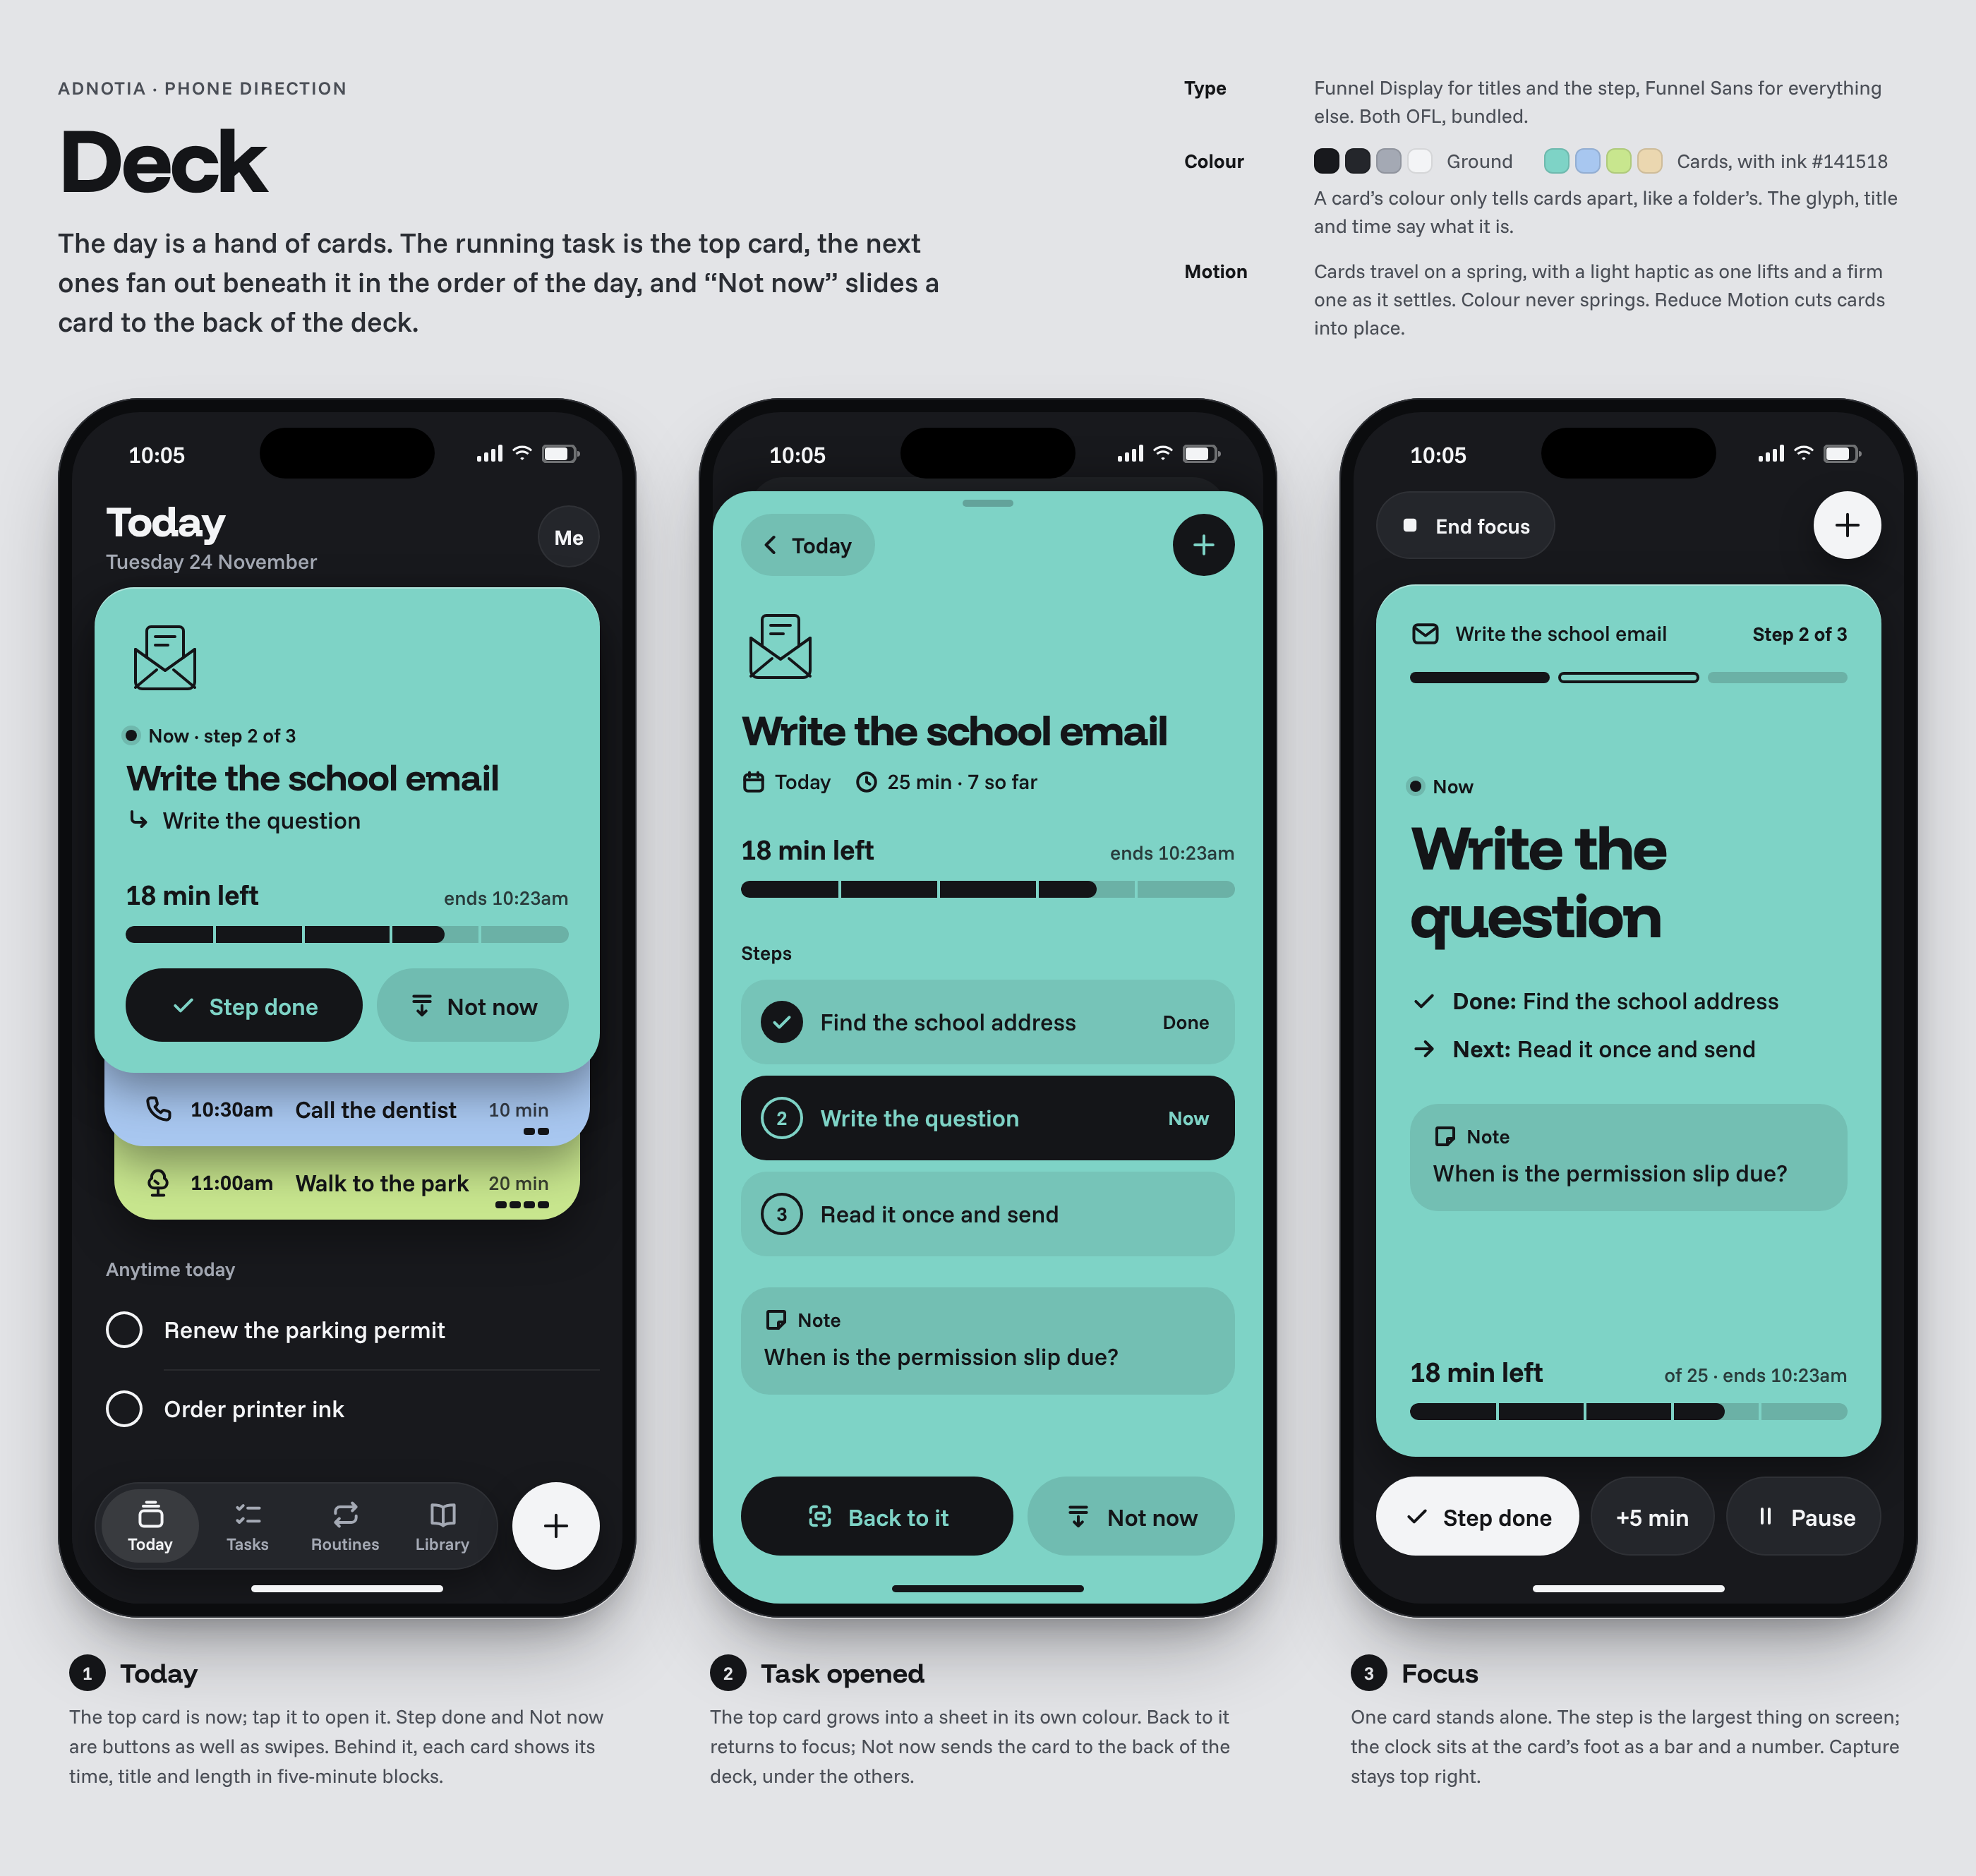 ADNOTIA · PHONE DIRECTION
Deck
The day is a hand of cards. The running task is the top card, the next
ones fan out beneath it in the order of the day, and “Not now” slides a
card to the back of the deck.
Type
Funnel Display for titles and the step, Funnel Sans for everything
else. Both OFL, bundled.
Colour
Ground
Cards, with ink #141518
A card’s colour only tells cards apart, like a folder’s. The glyph, title
and time say what it is.
Motion
Cards travel on a spring, with a light haptic as one lifts and a firm
one as it settles. Colour never springs. Reduce Motion cuts cards
into place.
10:05
Today
Tuesday 24 November
Me
Now · step 2 of 3
Write the school email
Write the question
18 min left
ends 10:23am
Step done
Not now
10:30am Call the dentist 10 min
11:00am Walk to the park 20 min
Anytime today
Renew the parking permit
Order printer ink
Today
Tasks
Routines
Library
10:05
Today
Write the school email
Today
25 min · 7 so far
18 min left
ends 10:23am
Steps
Find the school address Done
2 Write the question Now
3 Read it once and send
Note
When is the permission slip due?
Back to it
Not now
10:05
End focus
Write the school email
Step 2 of 3
Now
Write the
question
Done: Find the school address
Next: Read it once and send
Note
When is the permission slip due?
18 min left
of 25 · ends 10:23am
Step done
+5 min
Pause
1 Today
The top card is now; tap it to open it. Step done and Not now
are buttons as well as swipes. Behind it, each card shows its
time, title and length in five-minute blocks.
2 Task opened
The top card grows into a sheet in its own colour. Back to it
returns to focus; Not now sends the card to the back of the
deck, under the others.
3 Focus
One card stands alone. The step is the largest thing on screen;
the clock sits at the card’s foot as a bar and a number. Capture
stays top right.